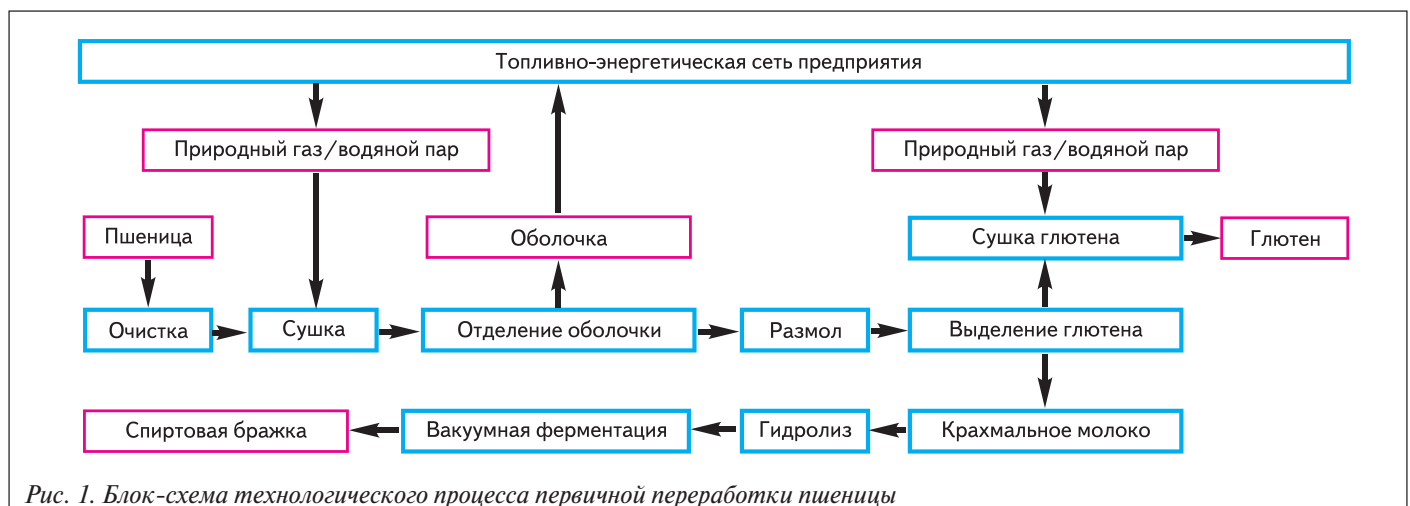 Топливно-энергетическая сеть предприятия
Природный газ/водяной пар
Природный газ/водяной пар
Пшеница
Оболочка
Сушка глютена
Глютен
Очистка
Сушка
Отделение оболочки
Размол
Выделение глютена
Спиртовая бражка
Вакуумная ферментация
Гидролиз
Крахмальное молоко
Рис. 1. Блок-схема технологического процесса первичной переработки пшеницы